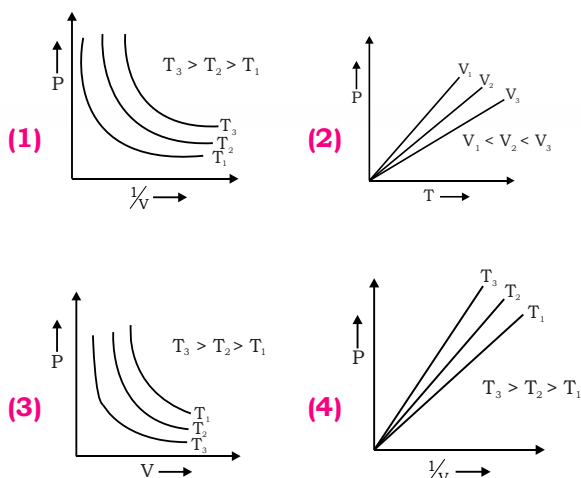 (1)
P
T₃ > T₂ > T₁
T₃
T₂
T₁
1/V
(2)
P
V₁
V₂
V₃
V₁ < V₂ < V₃
T
(3)
P
T₃ > T₂ > T₁
T₁
T₂
T₃
V
(4)
P
T₃
T₂
T₁
T₃ > T₂ > T₁
1/V